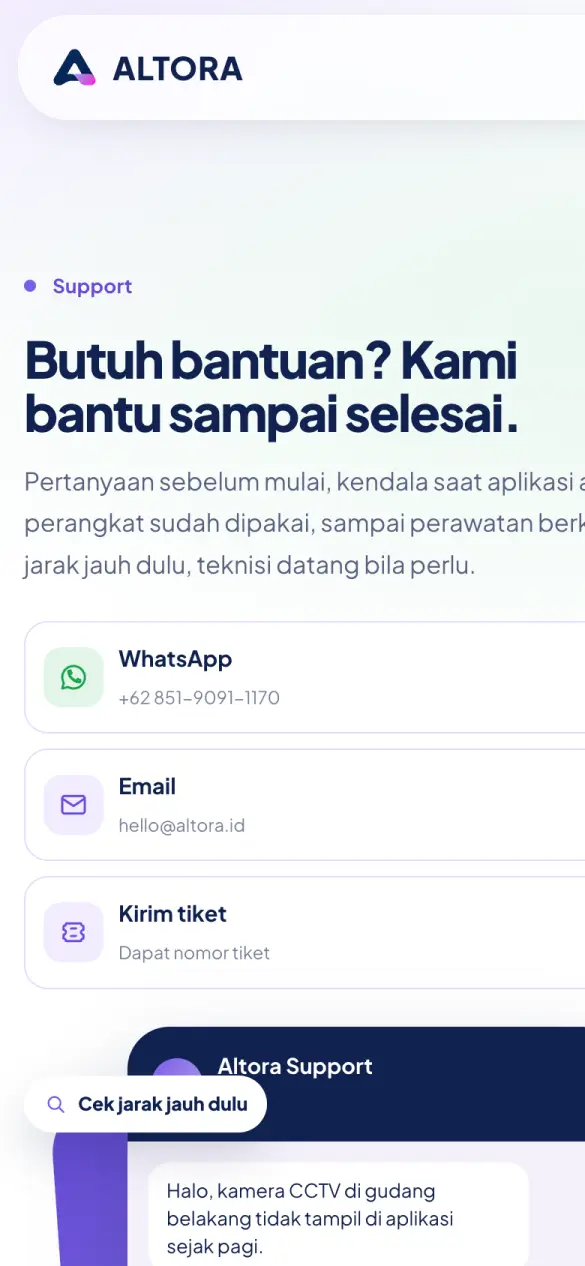 ALTORA
Support
Butuh bantuan? Kami
bantu sampai selesai.
Pertanyaan sebelum mulai, kendala saat aplikasi
perangkat sudah dipakai, sampai perawatan
jarak jauh dulu, teknisi datang bila perlu.
WhatsApp
+62 851-9091-1170
Email
hello@altora.id
Kirim tiket
Dapat nomor tiket
Altora Support
Cek jarak jauh dulu
Halo, kamera CCTV di gudang
belakang tidak tampil di aplikasi
sejak pagi.